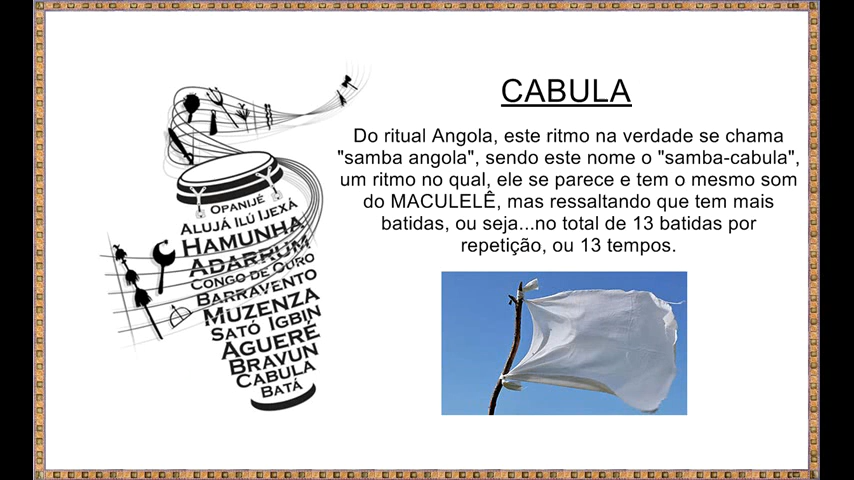 CABULA
Do ritual Angola, este ritmo na verdade se chama
"samba angola", sendo este nome o "samba-cabula",
um ritmo no qual, ele se parece e tem o mesmo som
do MACULELÊ, mas ressaltando que tem mais
batidas, ou seja...no total de 13 batidas por
repetição, ou 13 tempos.
OPANIJÉ
ALUJÁ ILÚ IJEXÁ
HAMUNHA
ADARRUM
CONGO DE OURO
BARRAVENTO
MUZENZA
SATÓ IGBIN
AGUERÉ
BRAVUN
CABULA
BATÁ